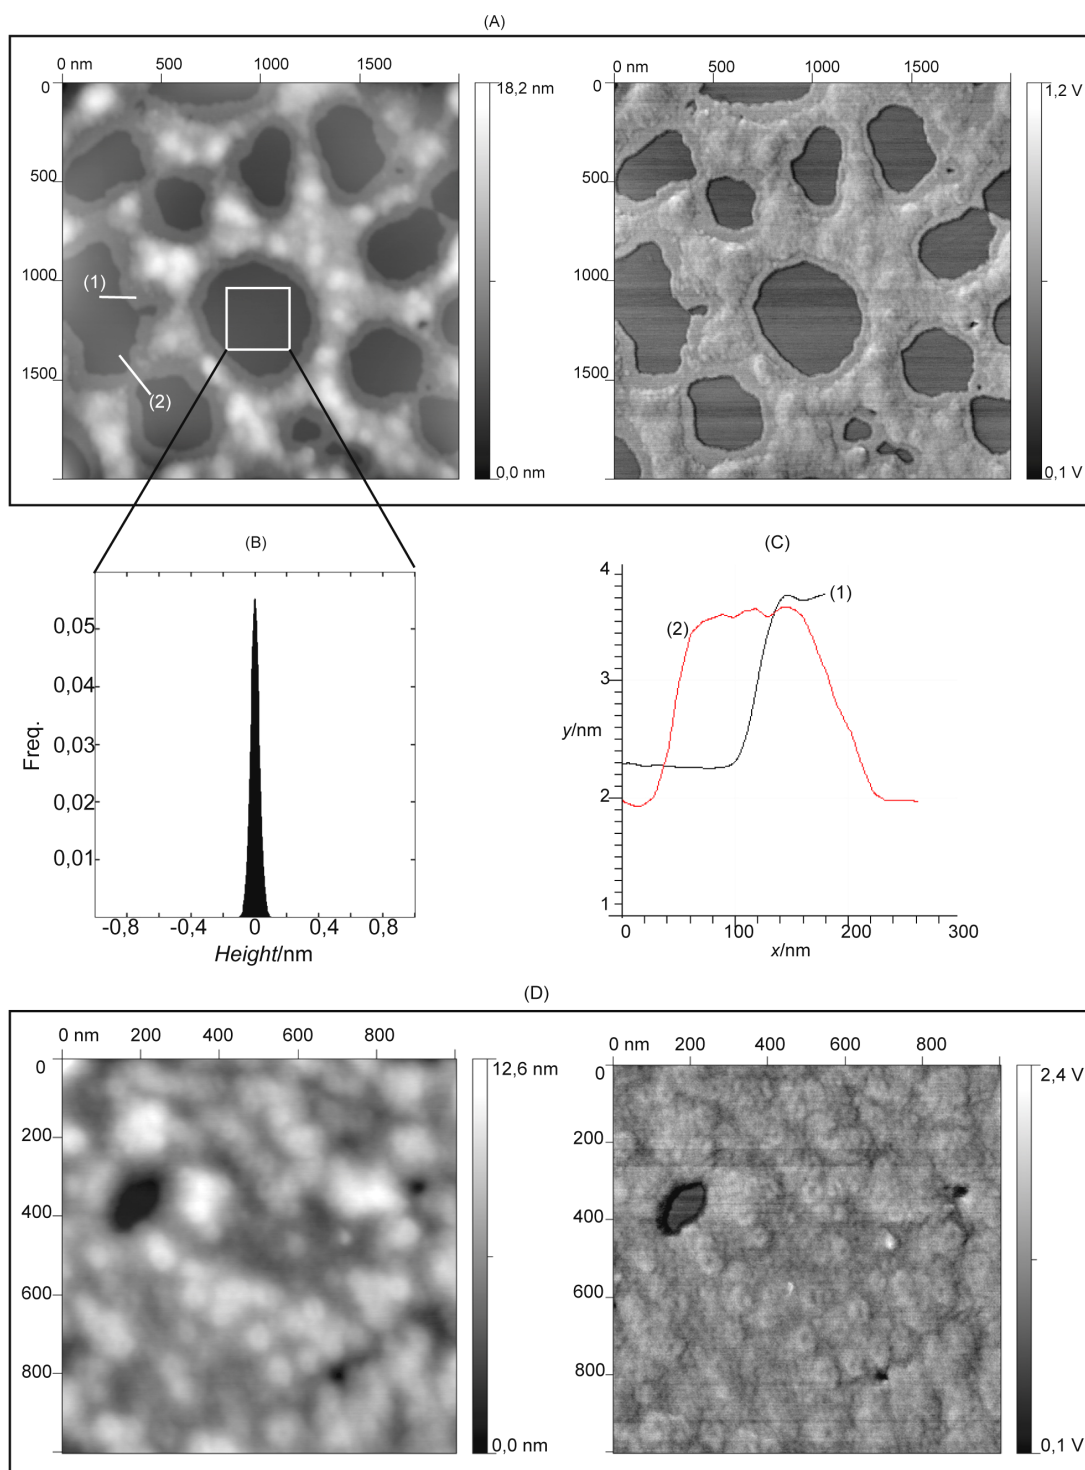 (A)
0 nm 500 1000 1500
0 nm 500 1000 1500
0
500
1000
1500
18,2 nm
0,0 nm
(1)
(2)
0
500
1000
1500
1,2 V
0,1 V
(B)
Freq.
0,05
0,04
0,03
0,02
0,01
-0,8 -0,4 0 0,4 0,8
Height/nm
(C)
4
3
2
1
y/nm
(1)
(2)
0 100 200 300
x/nm
(D)
0 nm 200 400 600 800
0 nm 200 400 600 800
0
200
400
600
800
12,6 nm
0,0 nm
0
200
400
600
800
2,4 V
0,1 V